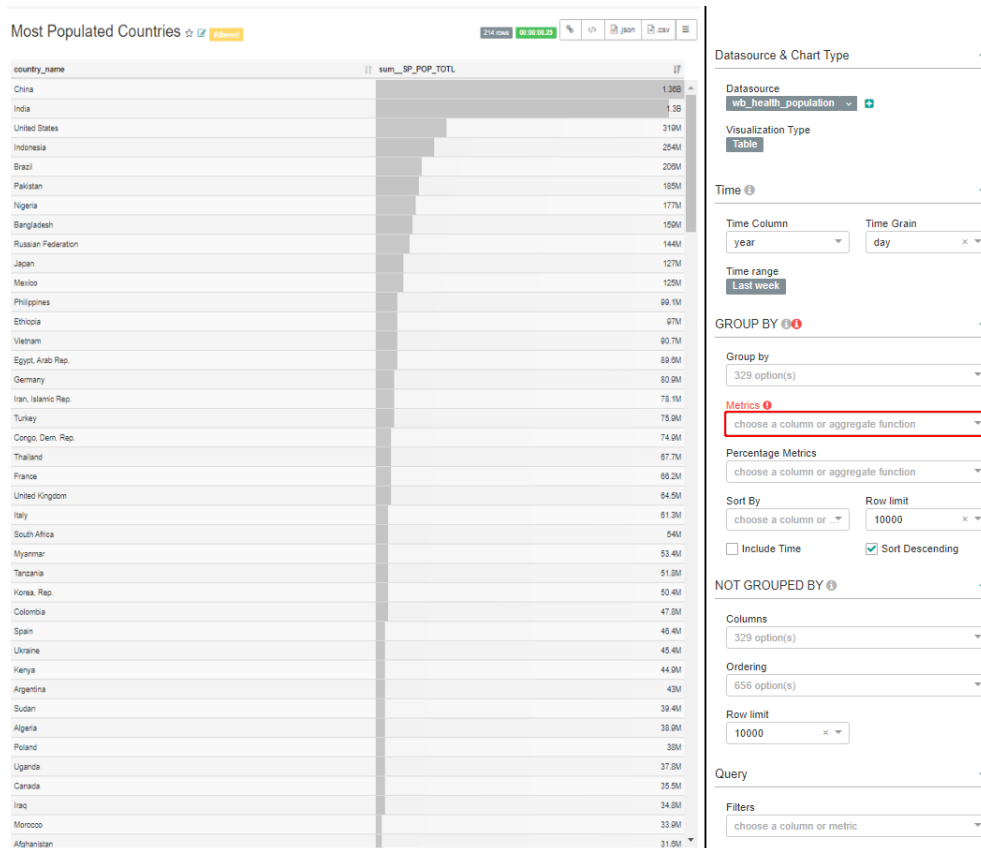 Most Populated Countries Altered
214 rows 00:00:00.29 .json .csv
country_name sum__SP_POP_TOTL
China 1.36B
India 1.3B
United States 319M
Indonesia 254M
Brazil 206M
Pakistan 185M
Nigeria 177M
Bangladesh 159M
Russian Federation 144M
Japan 127M
Mexico 125M
Philippines 99.1M
Ethiopia 97M
Vietnam 90.7M
Egypt, Arab Rep. 89.6M
Germany 80.9M
Iran, Islamic Rep. 78.1M
Turkey 75.9M
Congo, Dem. Rep. 74.9M
Thailand 67.7M
France 66.2M
United Kingdom 64.5M
Italy 61.3M
South Africa 54M
Myanmar 53.4M
Tanzania 51.8M
Korea, Rep. 50.4M
Colombia 47.8M
Spain 46.4M
Ukraine 45.4M
Kenya 44.9M
Argentina 43M
Sudan 39.4M
Algeria 38.9M
Poland 38M
Uganda 37.8M
Canada 35.5M
Iraq 34.8M
Morocco 33.9M
Afghanistan 31.6M
Datasource & Chart Type
Datasource
wb_health_population
Visualization Type
Table
Time
Time Column Time Grain
year day
Time range
Last week
GROUP BY
Group by
329 option(s)
Metrics
choose a column or aggregate function
Percentage Metrics
choose a column or aggregate function
Sort By Row limit
choose a column or ... 10000
Include Time Sort Descending
NOT GROUPED BY
Columns
329 option(s)
Ordering
656 option(s)
Row limit
10000
Query
Filters
choose a column or metric